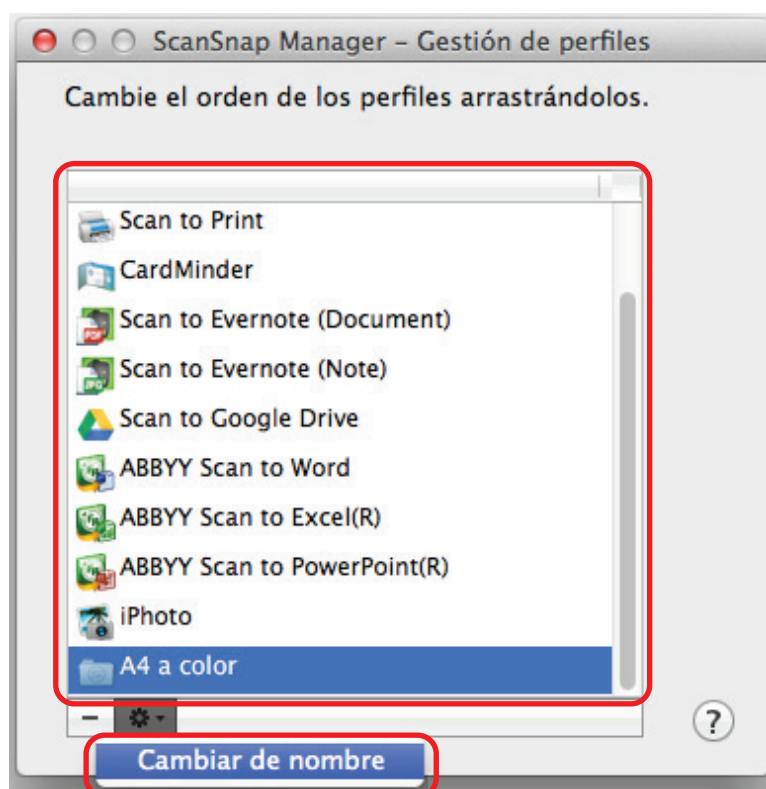 ScanSnap Manager – Gestión de perfiles
Cambie el orden de los perfiles arrastrándolos.
Scan to Print
CardMinder
Scan to Evernote (Document)
Scan to Evernote (Note)
Scan to Google Drive
ABBYY Scan to Word
ABBYY Scan to Excel(R)
ABBYY Scan to PowerPoint(R)
iPhoto
A4 a color
?
Cambiar de nombre